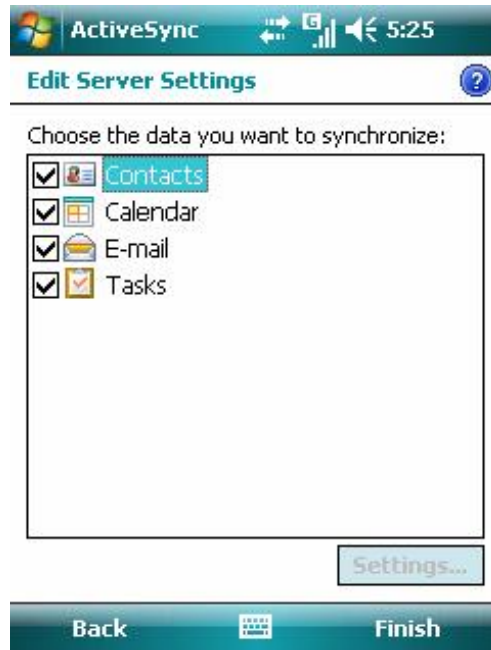 ActiveSync G 5:25
Edit Server Settings ?
Choose the data you want to synchronize:
Contacts
Calendar
E-mail
Tasks
Settings...
Back Finish